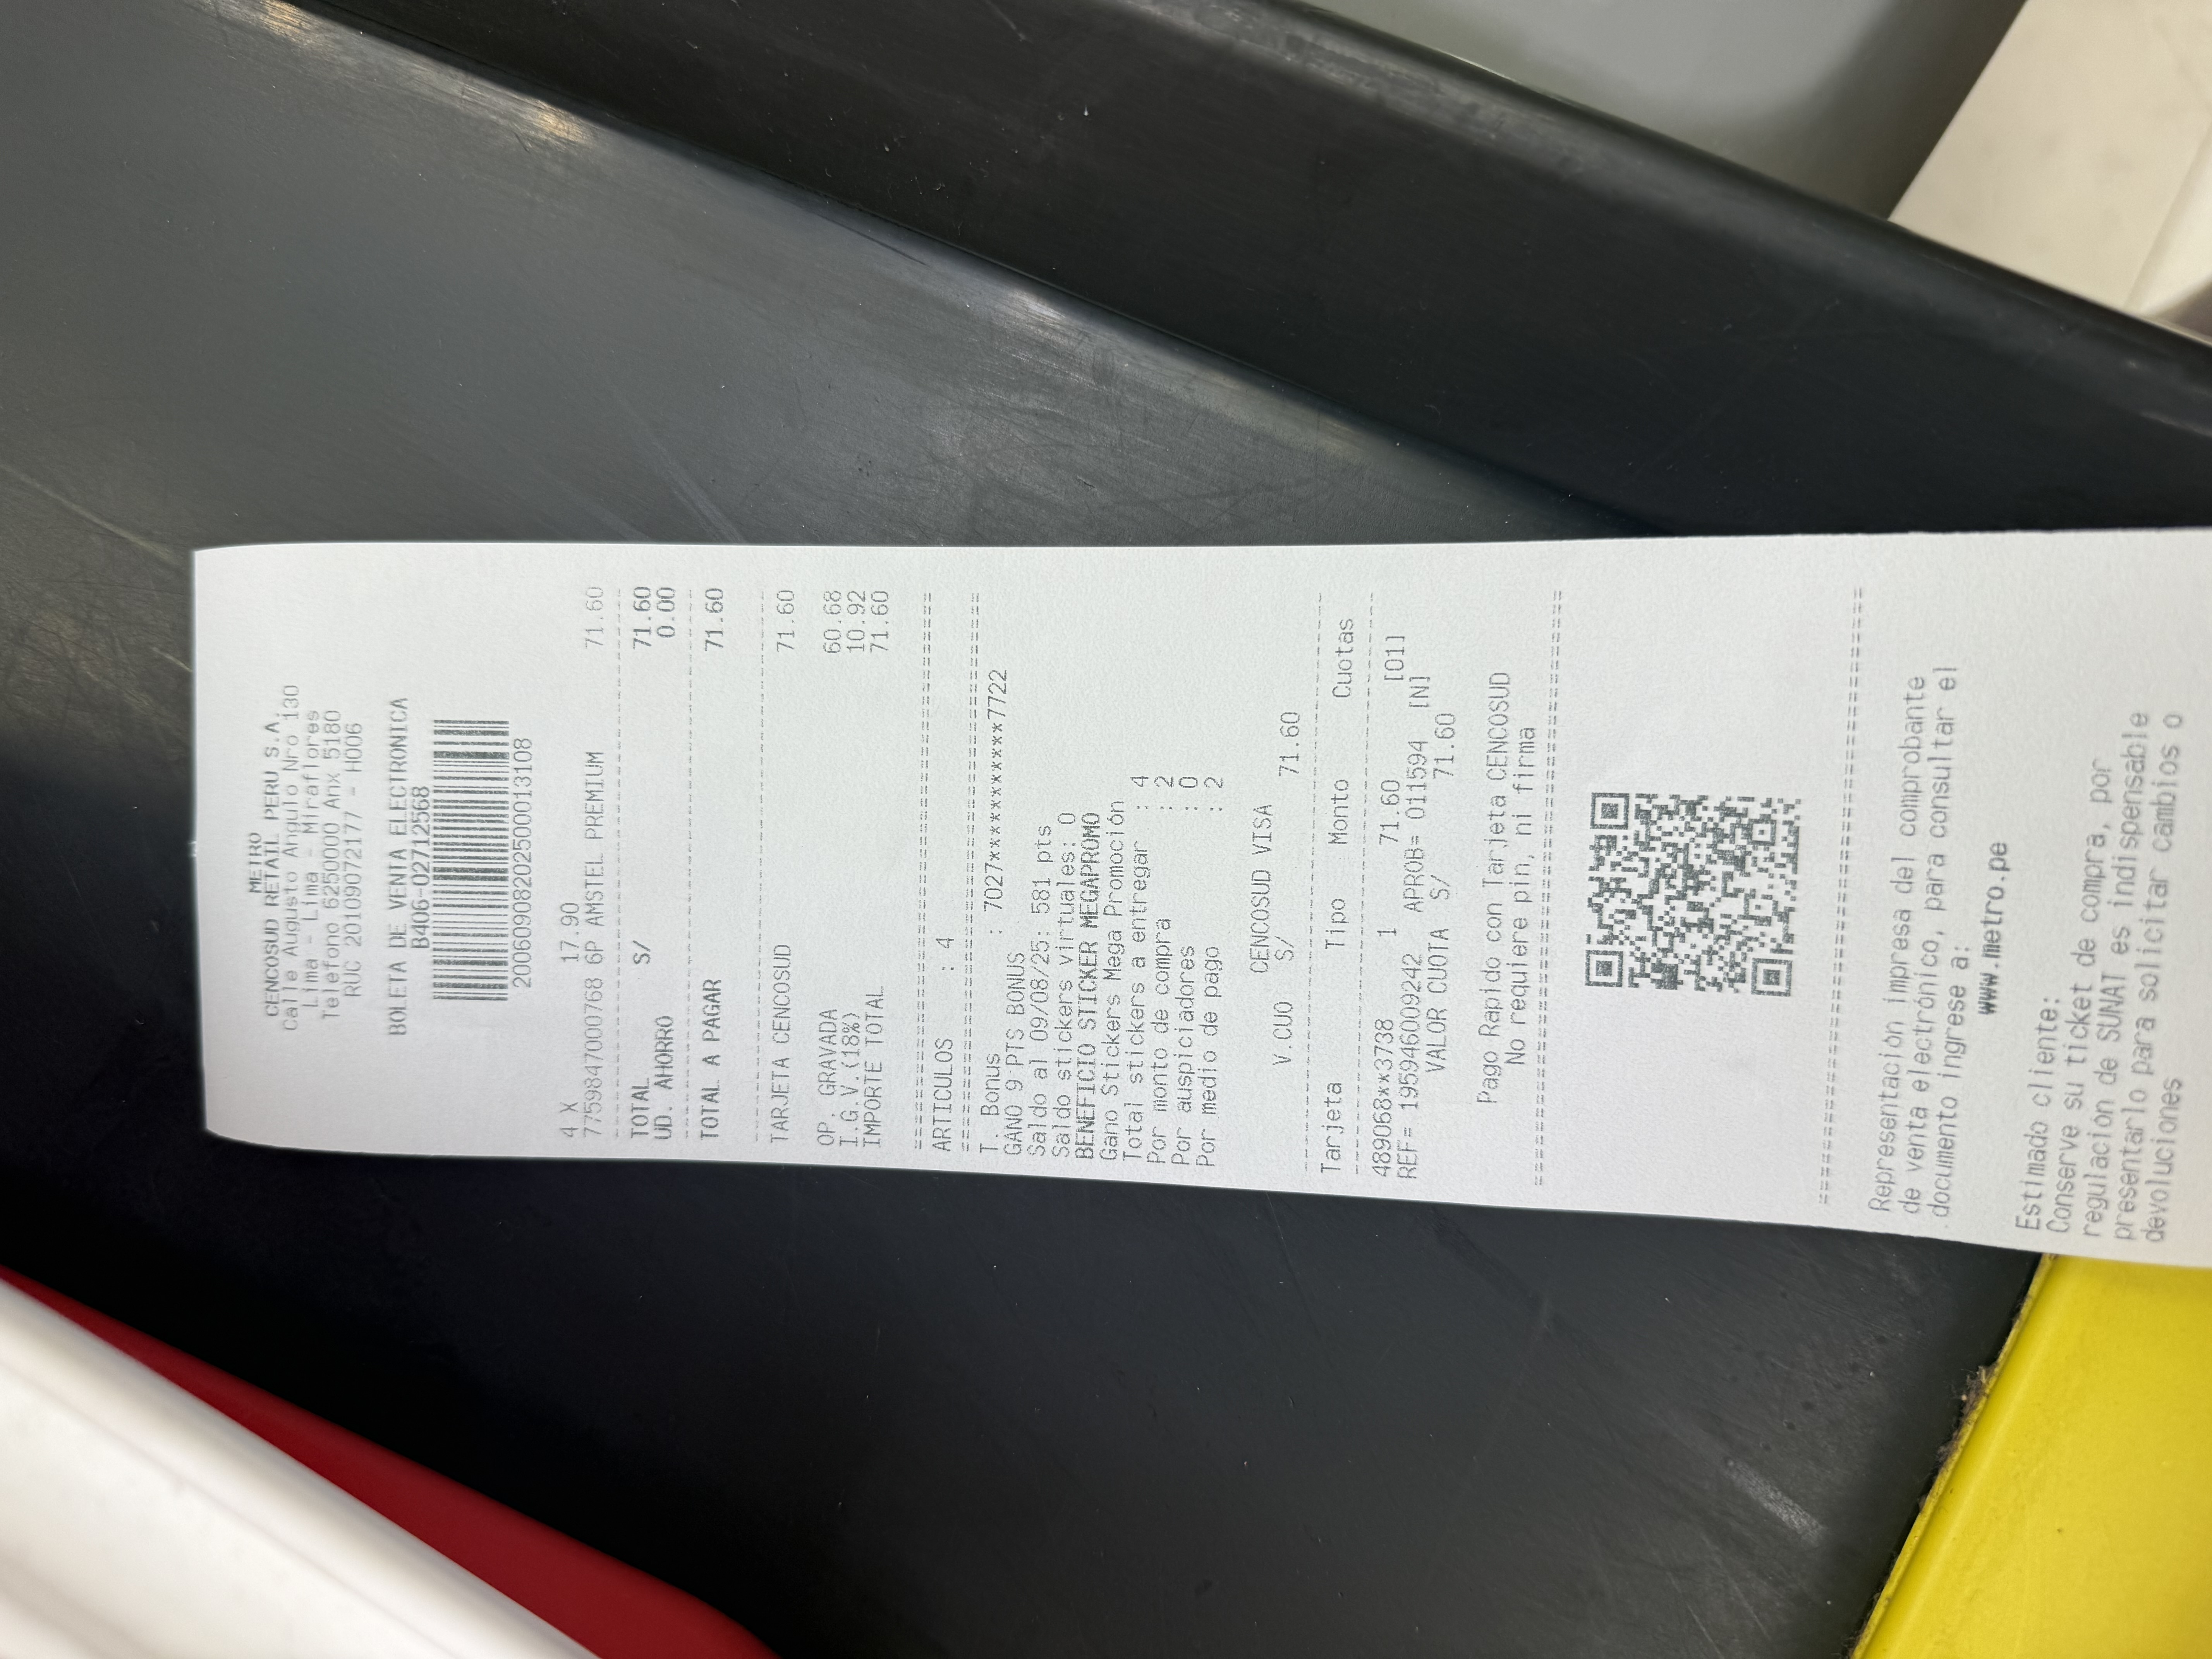 METRO
CENCOSUD RETAIL PERU S.A.
Calle Augusto Angulo Nro 130
Lima - Lima - Miraflores
Telefono 6250000 Anx 5180
RUC 20109072177 - H006
BOLETA DE VENTA ELECTRONICA
B406-02712568
20060908202500013108
4 X 17.90
7759847000768 6P AMSTEL PREMIUM 71.60
TOTAL S/ 71.60
UD. AHORRO 0.00
TOTAL A PAGAR 71.60
TARJETA CENCOSUD 71.60
OP. GRAVADA 60.68
I.G.V.(18%) 10.92
IMPORTE TOTAL 71.60
ARTICULOS : 4
T. Bonus : 7027***********7722
GANO 9 PTS BONUS
Saldo al 09/08/25: 581 pts
Saldo stickers virtuales: 0
BENEFICIO STICKER MEGAPROMO
Gano Stickers Mega Promoción
Total stickers a entregar : 4
Por monto de compra : 2
Por auspiciadores : 0
Por medio de pago : 2
CENCOSUD VISA
V.CUO S/ 71.60
Tarjeta Tipo Monto Cuotas
489068**3738 1 71.60 [01]
REF= 195946009242 APROB= 011594 [N]
VALOR CUOTA S/ 71.60
Pago Rapido con Tarjeta CENCOSUD
No requiere pin, ni firma
Representación impresa del comprobante
de venta electrónico, para consultar el
documento ingrese a:
www.metro.pe
Estimado cliente:
Conserve su ticket de compra, por
regulación de SUNAT es indispensable
presentarlo para solicitar cambios o
devoluciones